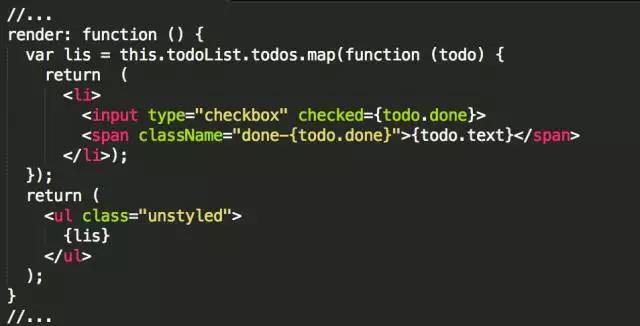 //...
render: function () {
  var lis = this.todoList.todos.map(function (todo) {
    return  (
      <li>
        <input type="checkbox" checked={todo.done}>
        <span className="done-{todo.done}">{todo.text}</span>
      </li>);
  });
  return (
    <ul class="unstyled">
      {lis}
    </ul>
  );
}
//...